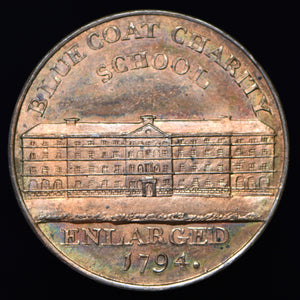 BLUE COAT CHARITY
SCHOOL
ENLARGED
1794.